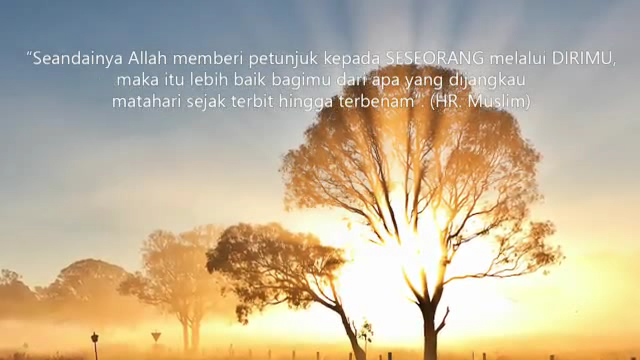 “Seandainya Allah memberi petunjuk kepada SESEORANG melalui DIRIMU,
maka itu lebih baik bagimu dari apa yang dijangkau
matahari sejak terbit hingga terbenam”. (HR. Muslim)